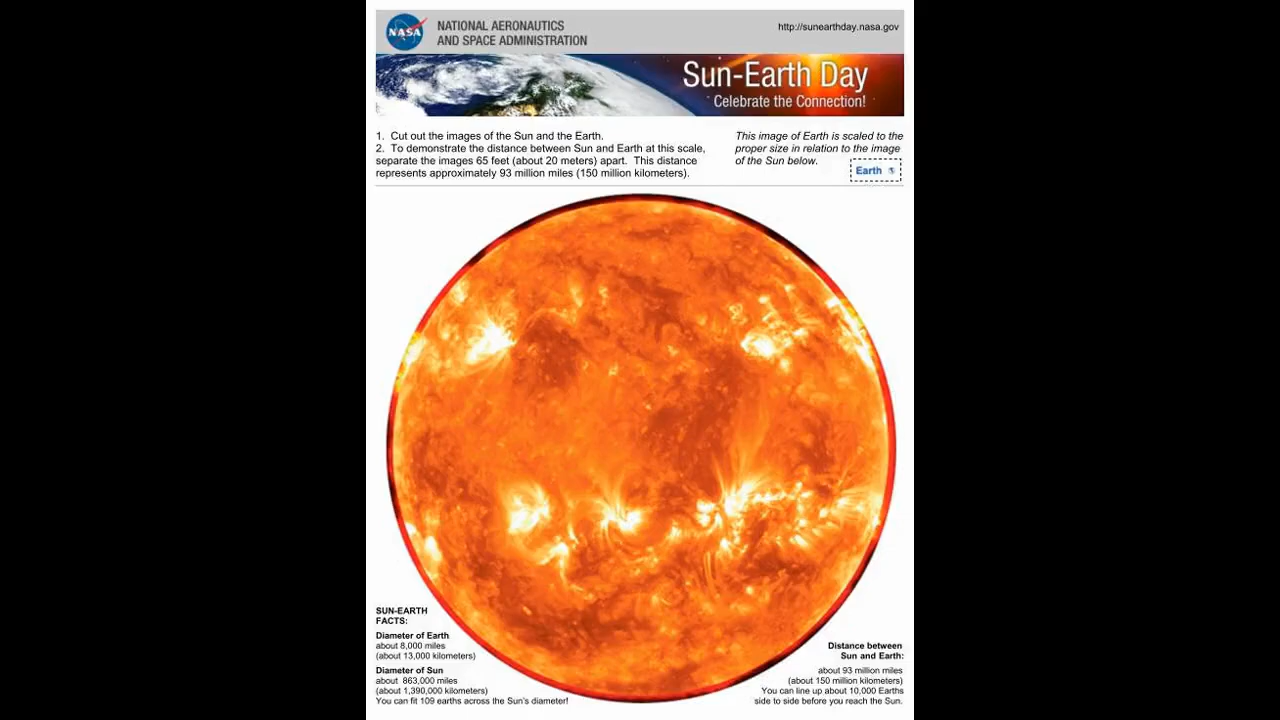 NASA
NATIONAL AERONAUTICS
AND SPACE ADMINISTRATION
http://sunearthday.nasa.gov
Sun-Earth Day
Celebrate the Connection!
1. Cut out the images of the Sun and the Earth.
2. To demonstrate the distance between Sun and Earth at this scale,
separate the images 65 feet (about 20 meters) apart. This distance
represents approximately 93 million miles (150 million kilometers).
This image of Earth is scaled to the
proper size in relation to the image
of the Sun below.
Earth
SUN-EARTH
FACTS:
Diameter of Earth
about 8,000 miles
(about 13,000 kilometers)
Diameter of Sun
about 863,000 miles
(about 1,390,000 kilometers)
You can fit 109 earths across the Sun's diameter!
Distance between
Sun and Earth:
about 93 million miles
(about 150 million kilometers)
You can line up about 10,000 Earths
side to side before you reach the Sun.